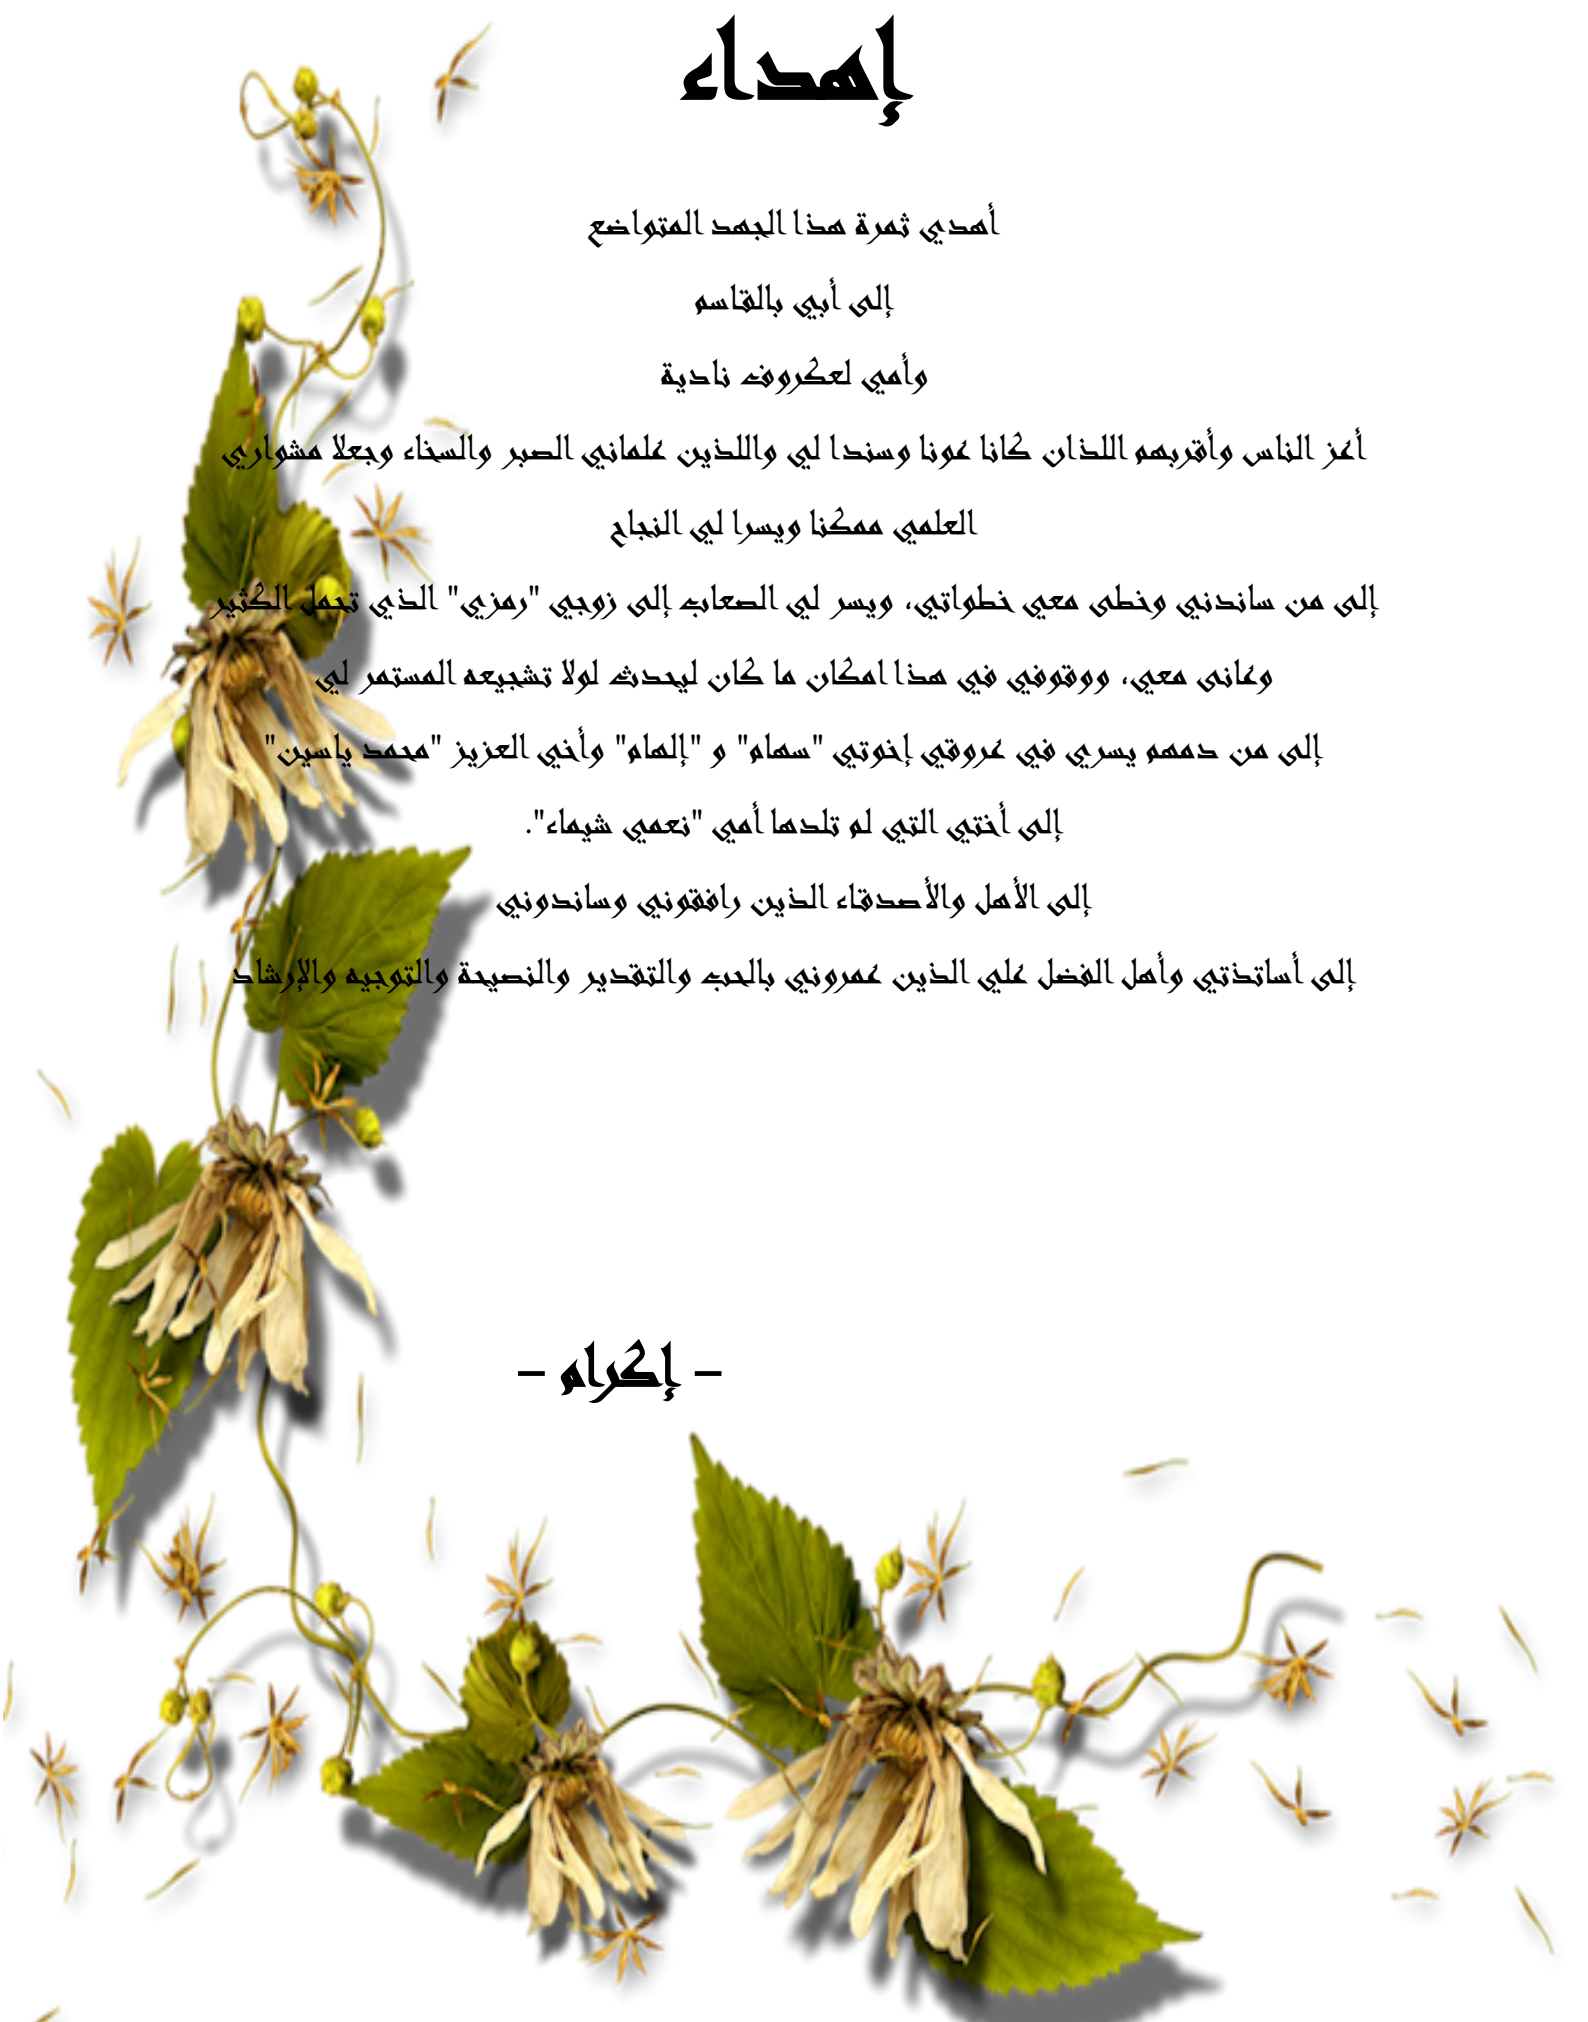 إهداء
أهدي ثمرة هذا الجهد المتواضع
إلى أبي بالقاسم
وأمي لعكروف نادية
أعز الناس وأقربهم اللذان كانا عونا وسندا لي واللذين علماني الصبر والسخاء وجعلا مشواري
العلمي ممكنا ويسرا لي النجاح
إلى من ساندني وخطى معي خطواتي، ويسر لي الصعاب إلى زوجي "رمزي" الذي تحمل الكثير
وعانى معي، ووقوفي في هذا امكان ما كان ليحدث لولا تشجيعه المستمر لي
إلى من دمهم يسري في عروقي إخوتي "سهام" و "إلهام" وأخي العزيز "محمد ياسين"
إلى أختي التي لم تلدها أمي "نعمي شيماء".
إلى الأهل والأصدقاء الذين رافقوني وساندوني
إلى أساتذتي وأهل الفضل علي الذين غمروني بالحب والتقدير والنصيحة والتوجيه والإرشاد
– إكرام –